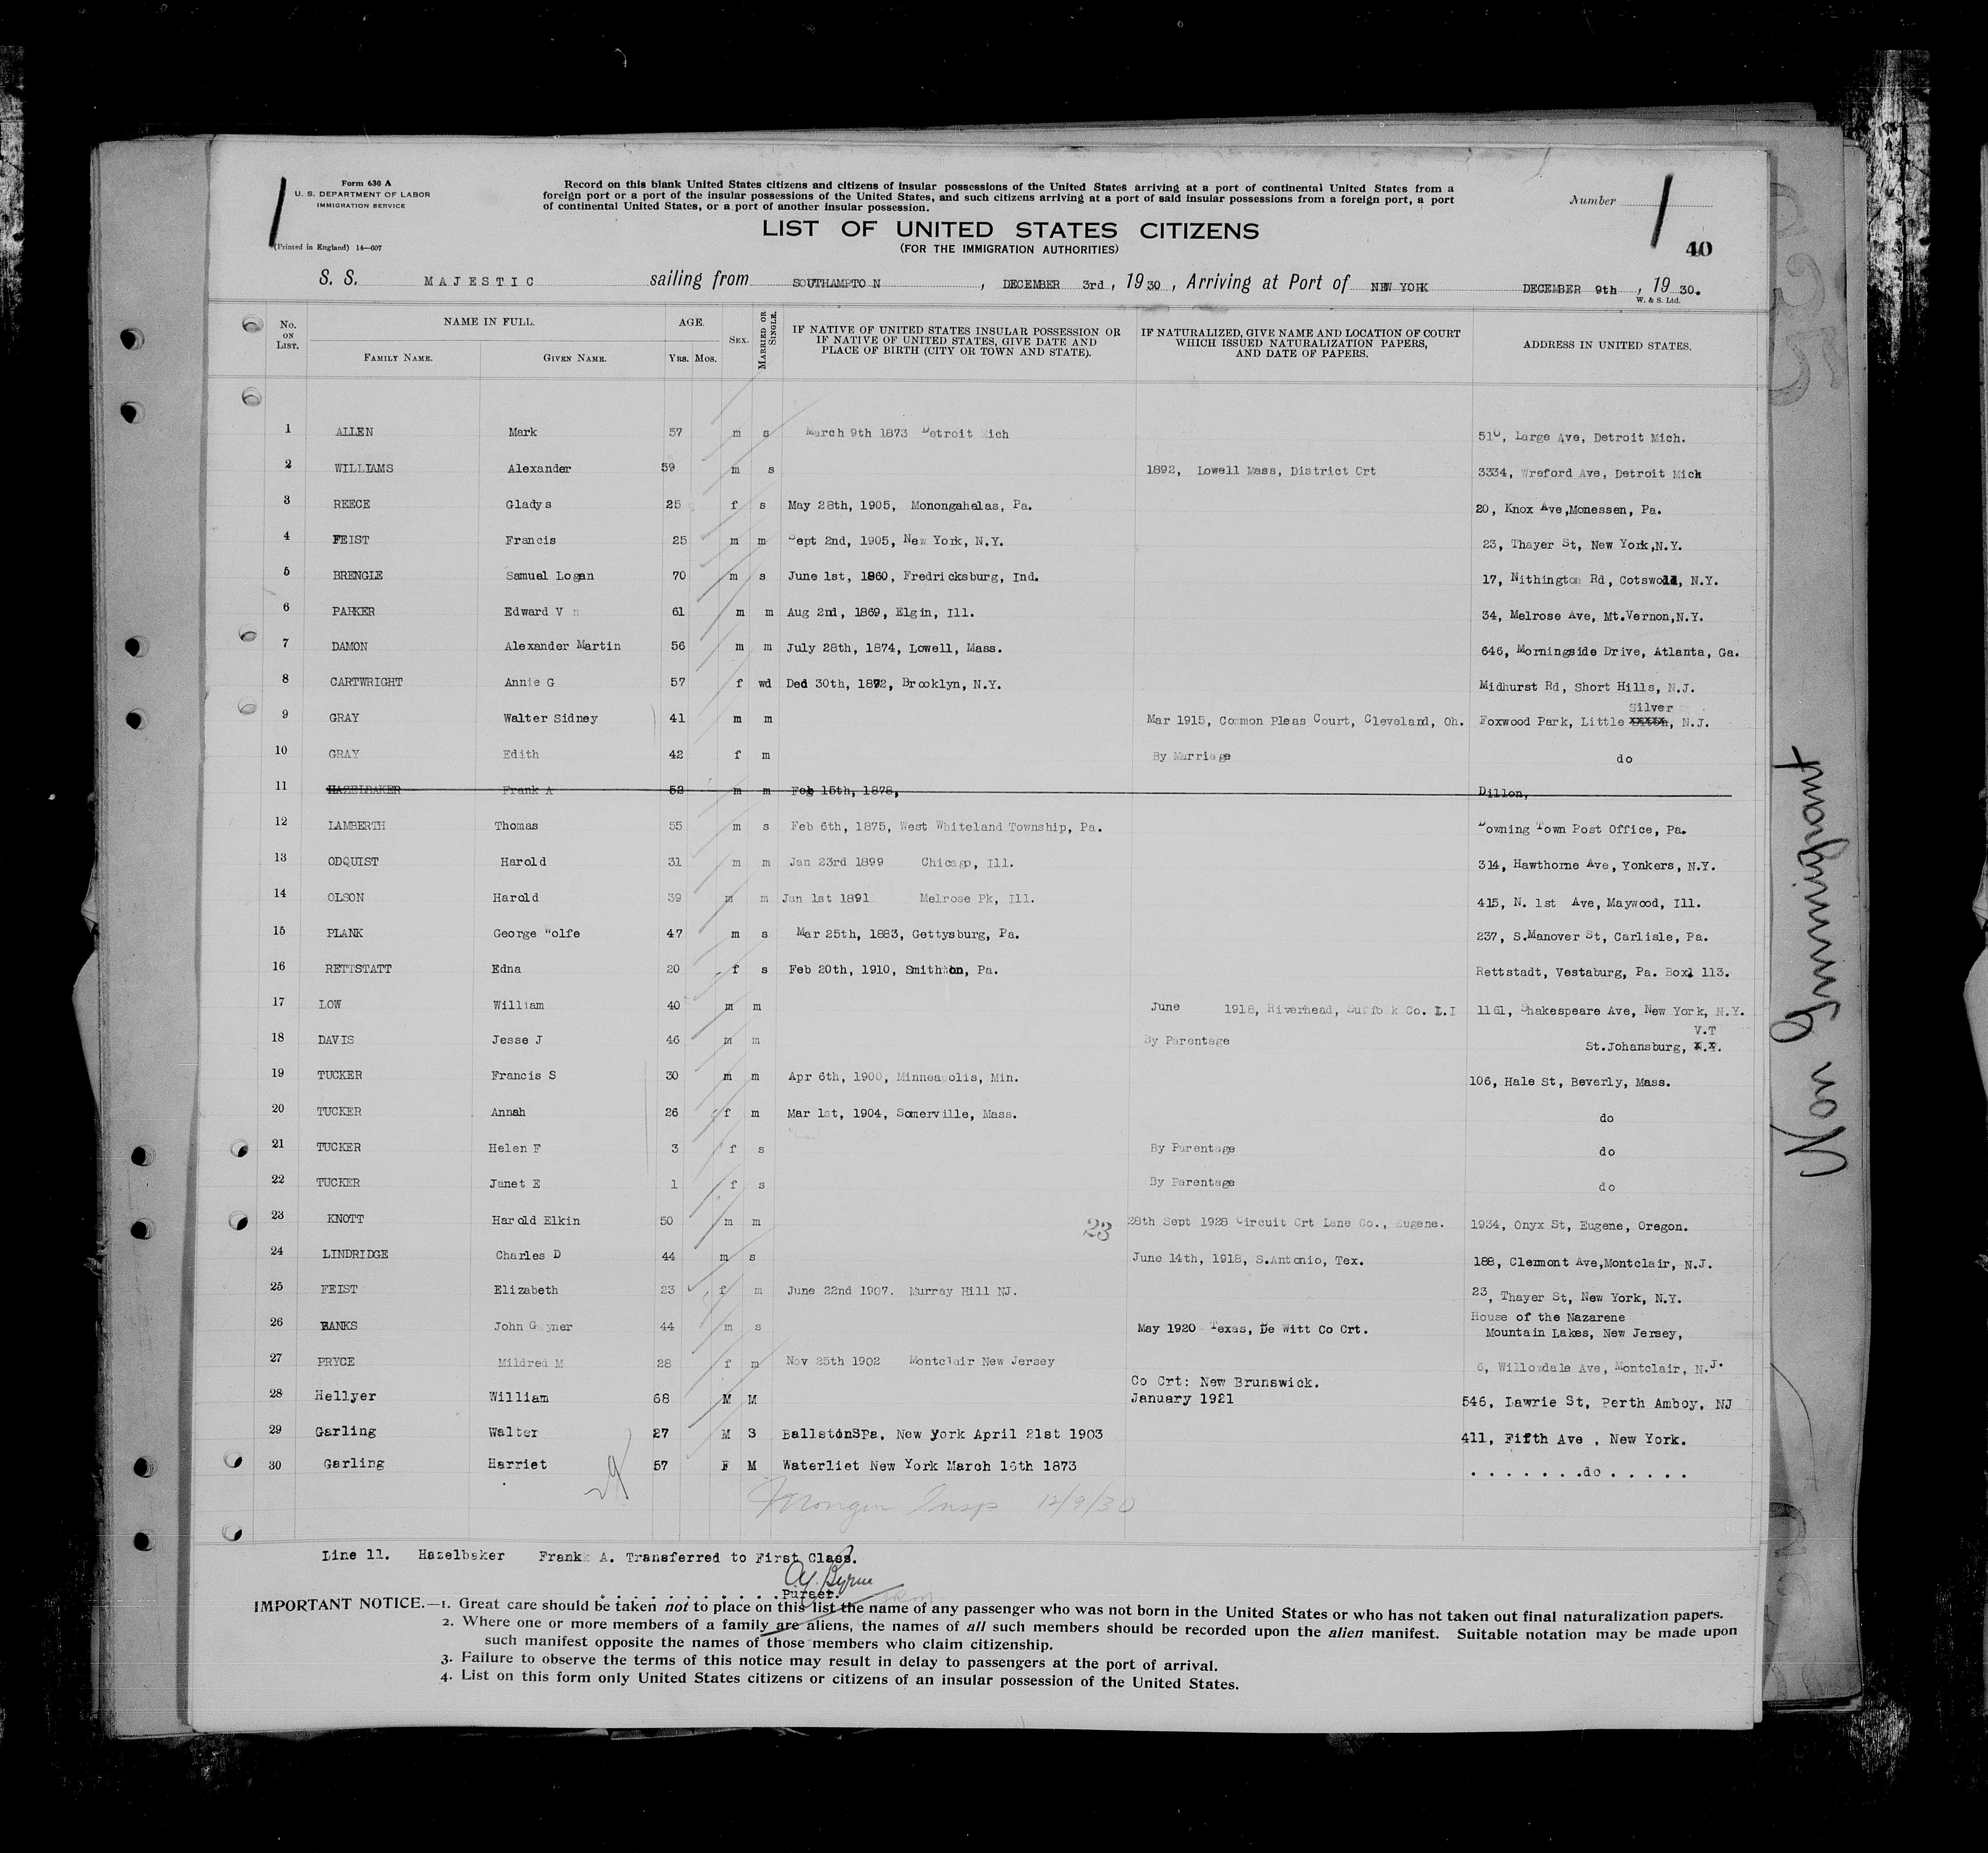 Form 630 A
U. S. DEPARTMENT OF LABOR
IMMIGRATION SERVICE
(Printed in England) 14—607
Record on this blank United States citizens and citizens of insular possessions of the United States arriving at a port of continental United States from a
foreign port or a port of the insular possessions of the United States, and such citizens arriving at a port of said insular possessions from a foreign port, a port
of continental United States, or a port of another insular possession.
Number
40
LIST OF UNITED STATES CITIZENS
(FOR THE IMMIGRATION AUTHORITIES)
S. S. MAJESTIC sailing from SOUTHAMPTO N, DECEMBER 3rd, 19 30, Arriving at Port of NEW YORK DECEMBER 9th, 19 30.
W. & S. Ltd.
No. ON LIST. NAME IN FULL. FAMILY NAME. GIVEN NAME. AGE. YRS. MOS. SEX. MARRIED OR SINGLE. IF NATIVE OF UNITED STATES INSULAR POSSESSION OR IF NATIVE OF UNITED STATES, GIVE DATE AND PLACE OF BIRTH (CITY OR TOWN AND STATE). IF NATURALIZED, GIVE NAME AND LOCATION OF COURT WHICH ISSUED NATURALIZATION PAPERS, AND DATE OF PAPERS. ADDRESS IN UNITED STATES.
1 ALLEN Mark 57 m s March 9th 1873 Detroit Mich 510, Large Ave, Detroit Mich.
2 WILLIAMS Alexander 59 m s 1892, Lowell Mass, District Crt 3334, Wreford Ave, Detroit Mich
3 REECE Gladys 25 f s May 28th, 1905, Monongahelas, Pa. 20, Knox Ave,Monessen, Pa.
4 FEIST Francis 25 m m Sept 2nd, 1905, New York, N.Y. 23, Thayer St, New York,N.Y.
5 BRENGLE Samuel Logan 70 m s June 1st, 1860, Fredricksburg, Ind. 17, Nithington Rd, Cotswold, N.Y.
6 PARKER Edward V n 61 m m Aug 2nd, 1869, Elgin, Ill. 34, Melrose Ave, Mt.Vernon,N.Y.
7 DAMON Alexander Martin 56 m m July 28th, 1874, Lowell, Mass. 646, Morningside Drive, Atlanta, Ga.
8 CARTWRIGHT Annie G 57 f wd Ded 30th, 1872, Brooklyn, N.Y. Midhurst Rd, Short Hills, N.J.
9 GRAY Walter Sidney 41 m m Mar 1915, Common Pleas Court, Cleveland, Oh. Foxwood Park, Little Silver, N.J.
10 GRAY Edith 42 f m By Marriage do
11 HAZELBAKER Frank A 52 m m Feb 15th, 1878, Dillon,
12 LAMBERTH Thomas 55 m s Feb 6th, 1875, West Whiteland Township, Pa. Downing Town Post Office, Pa.
13 ODQUIST Harold 31 m m Jan 23rd 1899 Chicago, Ill. 314, Hawthorne Ave, Yonkers, N.Y.
14 OLSON Harold 39 m m Jan 1st 1891 Melrose Pk, Ill. 415, N. 1st Ave, Maywood, Ill.
15 PLANK George Wolfe 47 m s Mar 25th, 1883, Gettysburg, Pa. 237, S.Manover St, Carlisle, Pa.
16 RETTSTATT Edna 20 f s Feb 20th, 1910, Smithton, Pa. Rettstadt, Vestaburg, Pa. Box1 113.
17 LOW William 40 m m June 1918, Riverhead, Suffolk Co. L.I 1161, Shakespeare Ave, New York, N.Y.
18 DAVIS Jesse J 46 m m By Parentage St.Johansburg, V.T
19 TUCKER Francis S 30 m m Apr 6th, 1900, Minneapolis, Min. 106, Hale St, Beverly, Mass.
20 TUCKER Annah 26 f m Mar 1st, 1904, Somerville, Mass. do
21 TUCKER Helen F 3 f s By Parentage do
22 TUCKER Janet E 1 f s By Parentage do
23 KNOTT Harold Elkin 50 m m 23 28th Sept 1928 Circuit Crt Lane Co., Eugene. 1934, Onyx St, Eugene, Oregon.
24 LINDRIDGE Charles D 44 m s June 14th, 1918, S.Antonio, Tex. 188, Clermont Ave,Montclair, N.J.
25 FEIST Elizabeth 23 f m June 22nd 1907. Murray Hill NJ. 23, Thayer St, New York, N.Y.
26 BANKS John Gayner 44 m s May 1920 Texas, De Witt Co Crt. House of the Nazarene
Mountain Lakes, New Jersey,
27 PRYCE Mildred M 28 f m Nov 25th 1902 Montclair New Jersey 6, Willowdale Ave, Montclair, N.J.
28 Hellyer William 68 M M Co Crt: New Brunswick. January 1921 546, Lawrie St, Perth Amboy, NJ
29 Garling Walter 27 M S BallstonSPa, New york April 21st 1903 411, Fifth Ave , New York.
30 Garling Harriet 57 F M Waterliet New York March 16th 1873 . . . . . . .do . . . . .
Insp 12/9/30
Line 11. Hazelbaker Frank A. Transferred to First Class.
Byrne
. . . . . . . . . . .Purser.
IMPORTANT NOTICE.—1. Great care should be taken not to place on this list the name of any passenger who was not born in the United States or who has not taken out final naturalization papers.
2. Where one or more members of a family are aliens, the names of all such members should be recorded upon the alien manifest. Suitable notation may be made upon
such manifest opposite the names of those members who claim citizenship.
3. Failure to observe the terms of this notice may result in delay to passengers at the port of arrival.
4. List on this form only United States citizens or citizens of an insular possession of the United States.
Non Immigrant